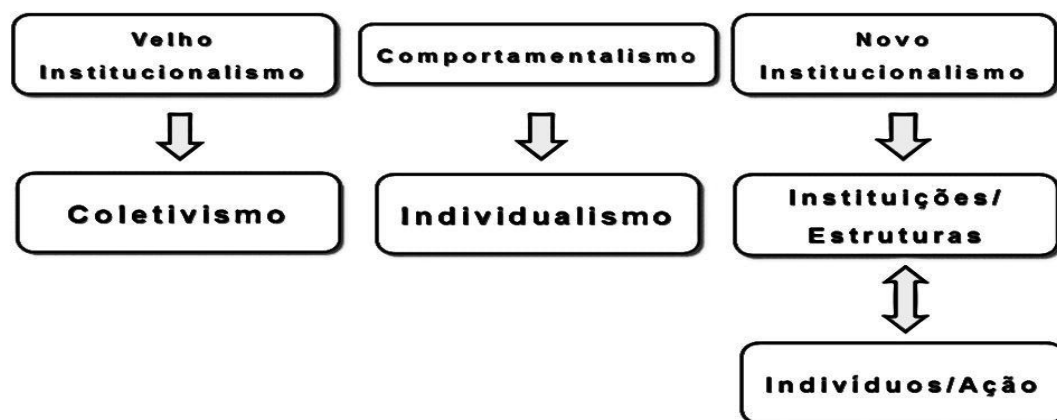 Velho
Institucionalismo
Comportamentalismo
Novo
Institucionalismo
Coletivismo
Individualismo
Instituições/
Estruturas
Indivíduos/Ação